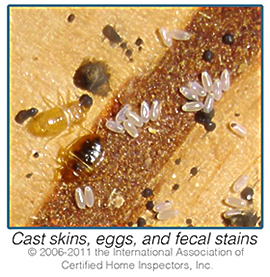 Cast skins, eggs, and fecal stains
© 2006-2011 the International Association of
Certified Home Inspectors, Inc.